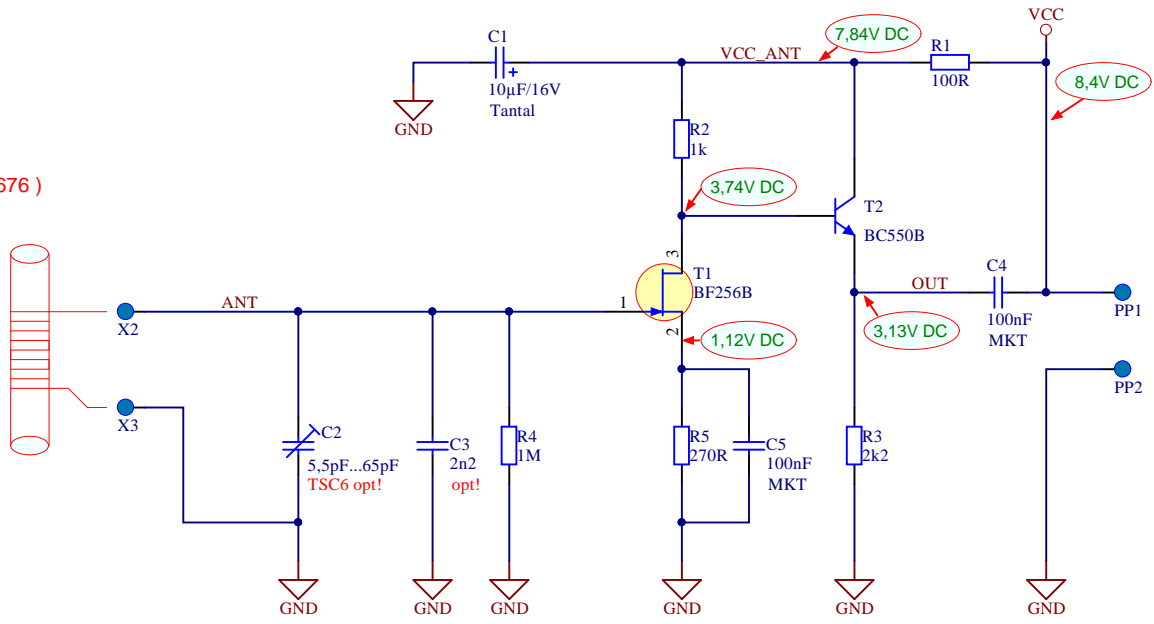 VCC
C1
7,84V DC
R1
VCC_ANT
100R
8,4V DC
10µF/16V
Tantal
GND
R2
1k
676 )
3,74V DC
T2
BC550B
3
T1
BF256B
ANT
1
X2
2
1,12V DC
OUT
C4
100nF
MKT
PP1
3,13V DC
PP2
X3
C2
5,5pF...65pF
TSC6 opt!
C3
2n2
opt!
R4
1M
R5
270R
C5
100nF
MKT
R3
2k2
GND
GND
GND
GND
GND
GND